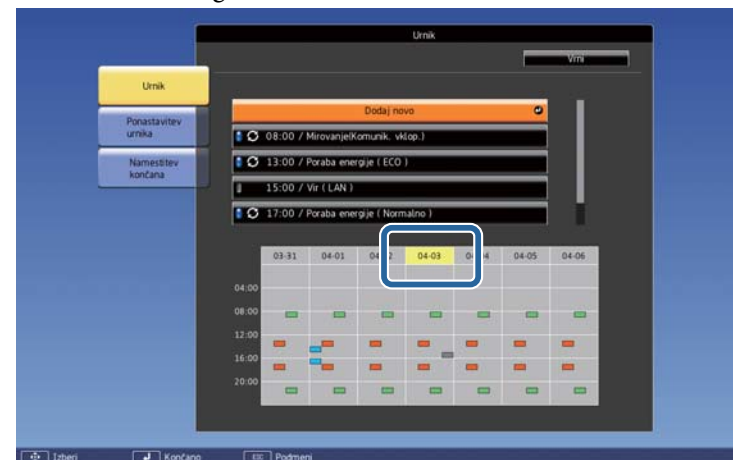 Urnik
Vrni
Urnik
Ponastavitev
urnika
Namestitev
končana
Dodaj novo
08:00 / Mirovanje(Komunik. vklop.)
13:00 / Poraba energije ( ECO )
15:00 / Vir ( LAN )
17:00 / Poraba energije ( Normalno )
03-31 04-01 04-03 04-05 04-06
04:00
08:00
12:00
16:00
20:00
Izberi Končano Podmeni